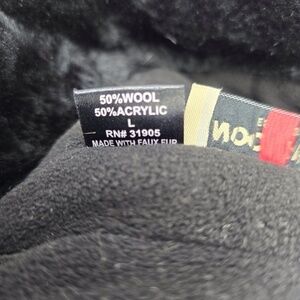 50%WOOL
50%ACRYLIC
L
RN# 31905
MADE WITH FAUX FUR